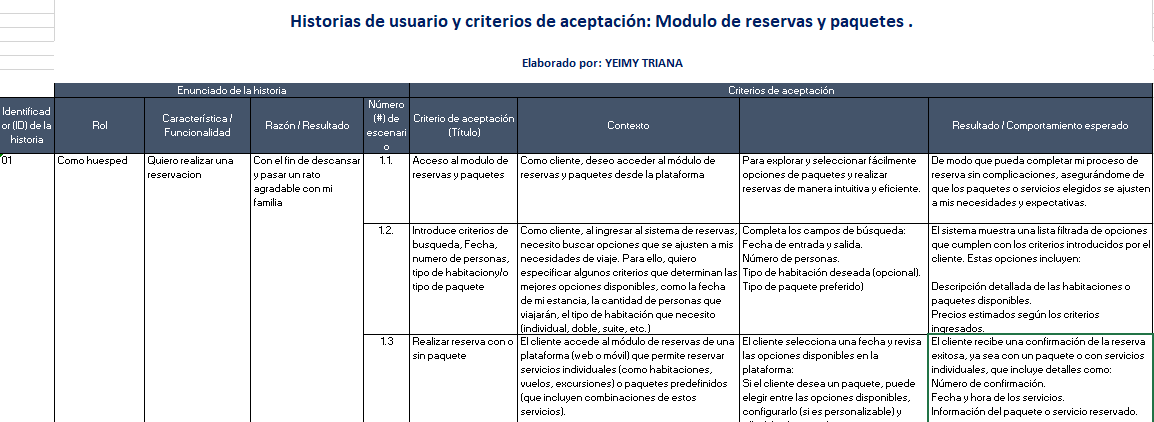 Historias de usuario y criterios de aceptación: Modulo de reservas y paquetes .
Elaborado por: YEIMY TRIANA
Enunciado de la historia
Criterios de aceptación
Identificad
or (ID) de la
historia
Rol
Característica /
Funcionalidad
Razón / Resultado
Número
(#) de
escenari
o
Criterio de aceptación
(Título)
Contexto
Resultado / Comportamiento esperado
01
Como huesped
Quiero realizar una
reservacion
Con el fin de descansar
y pasar un rato
agradable con mi
familia
1.1.
Acceso al modulo de
reservas y paquetes
Como cliente, deseo acceder al módulo de
reservas y paquetes desde la plataforma
Para explorar y seleccionar fácilmente
opciones de paquetes y realizar
reservas de manera intuitiva y eficiente.
De modo que pueda completar mi proceso de
reserva sin complicaciones, asegurándome de
que los paquetes o servicios elegidos se ajusten
a mis necesidades y expectativas.
1.2.
Introduce criterios de
busqueda, Fecha,
numero de personas,
tipo de habitaciony/o
tipo de paquete
Como cliente, al ingresar al sistema de reservas,
necesito buscar opciones que se ajusten a mis
necesidades de viaje. Para ello, quiero
especificar algunos criterios que determinan las
mejores opciones disponibles, como la fecha
de mi estancia, la cantidad de personas que
viajarán, el tipo de habitación que necesito
(individual, doble, suite, etc.)
Completa los campos de búsqueda:
Fecha de entrada y salida.
Número de personas.
Tipo de habitación deseada (opcional).
Tipo de paquete preferido)
El sistema muestra una lista filtrada de opciones
que cumplen con los criterios introducidos por el
cliente. Estas opciones incluyen:
Descripción detallada de las habitaciones o
paquetes disponibles.
Precios estimados según los criterios
ingresados.
1.3
Realizar reserva con o
sin paquete
El cliente accede al módulo de reservas de una
plataforma (web o móvil) que permite reservar
servicios individuales (como habitaciones,
vuelos, excursiones) o paquetes predefinidos
(que incluyen combinaciones de estos
servicios).
El cliente selecciona una fecha y revisa
las opciones disponibles en la
plataforma:
Si el cliente desea un paquete, puede
elegir entre las opciones disponibles,
configurarlo (si es personalizable) y
El cliente recibe una confirmación de la reserva
exitosa, ya sea con un paquete o con servicios
individuales, que incluye detalles como:
Número de confirmación.
Fecha y hora de los servicios.
Información del paquete o servicio reservado.